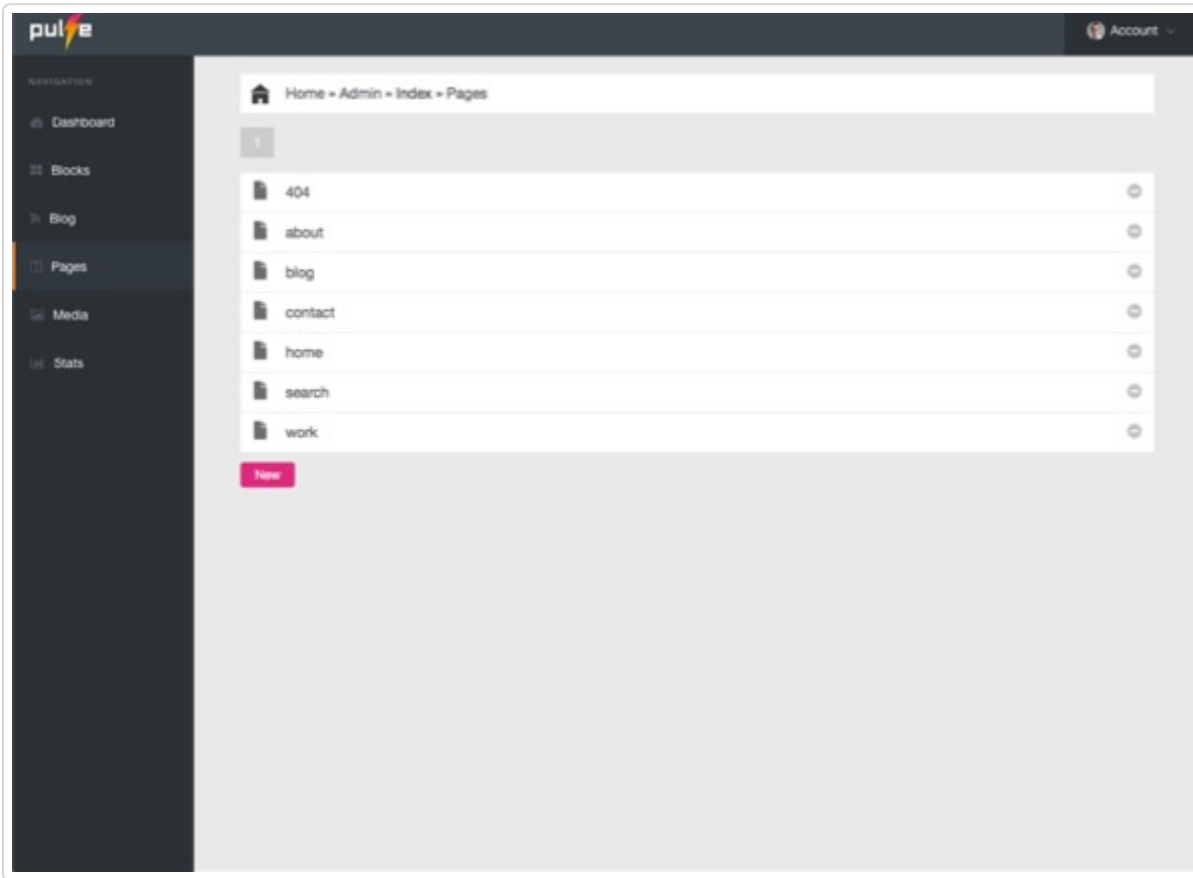 pulse
Account
NAVIGATION
Dashboard
Blocks
Blog
Pages
Media
Stats
Home » Admin » Index » Pages
1
404
about
blog
contact
home
search
work
New